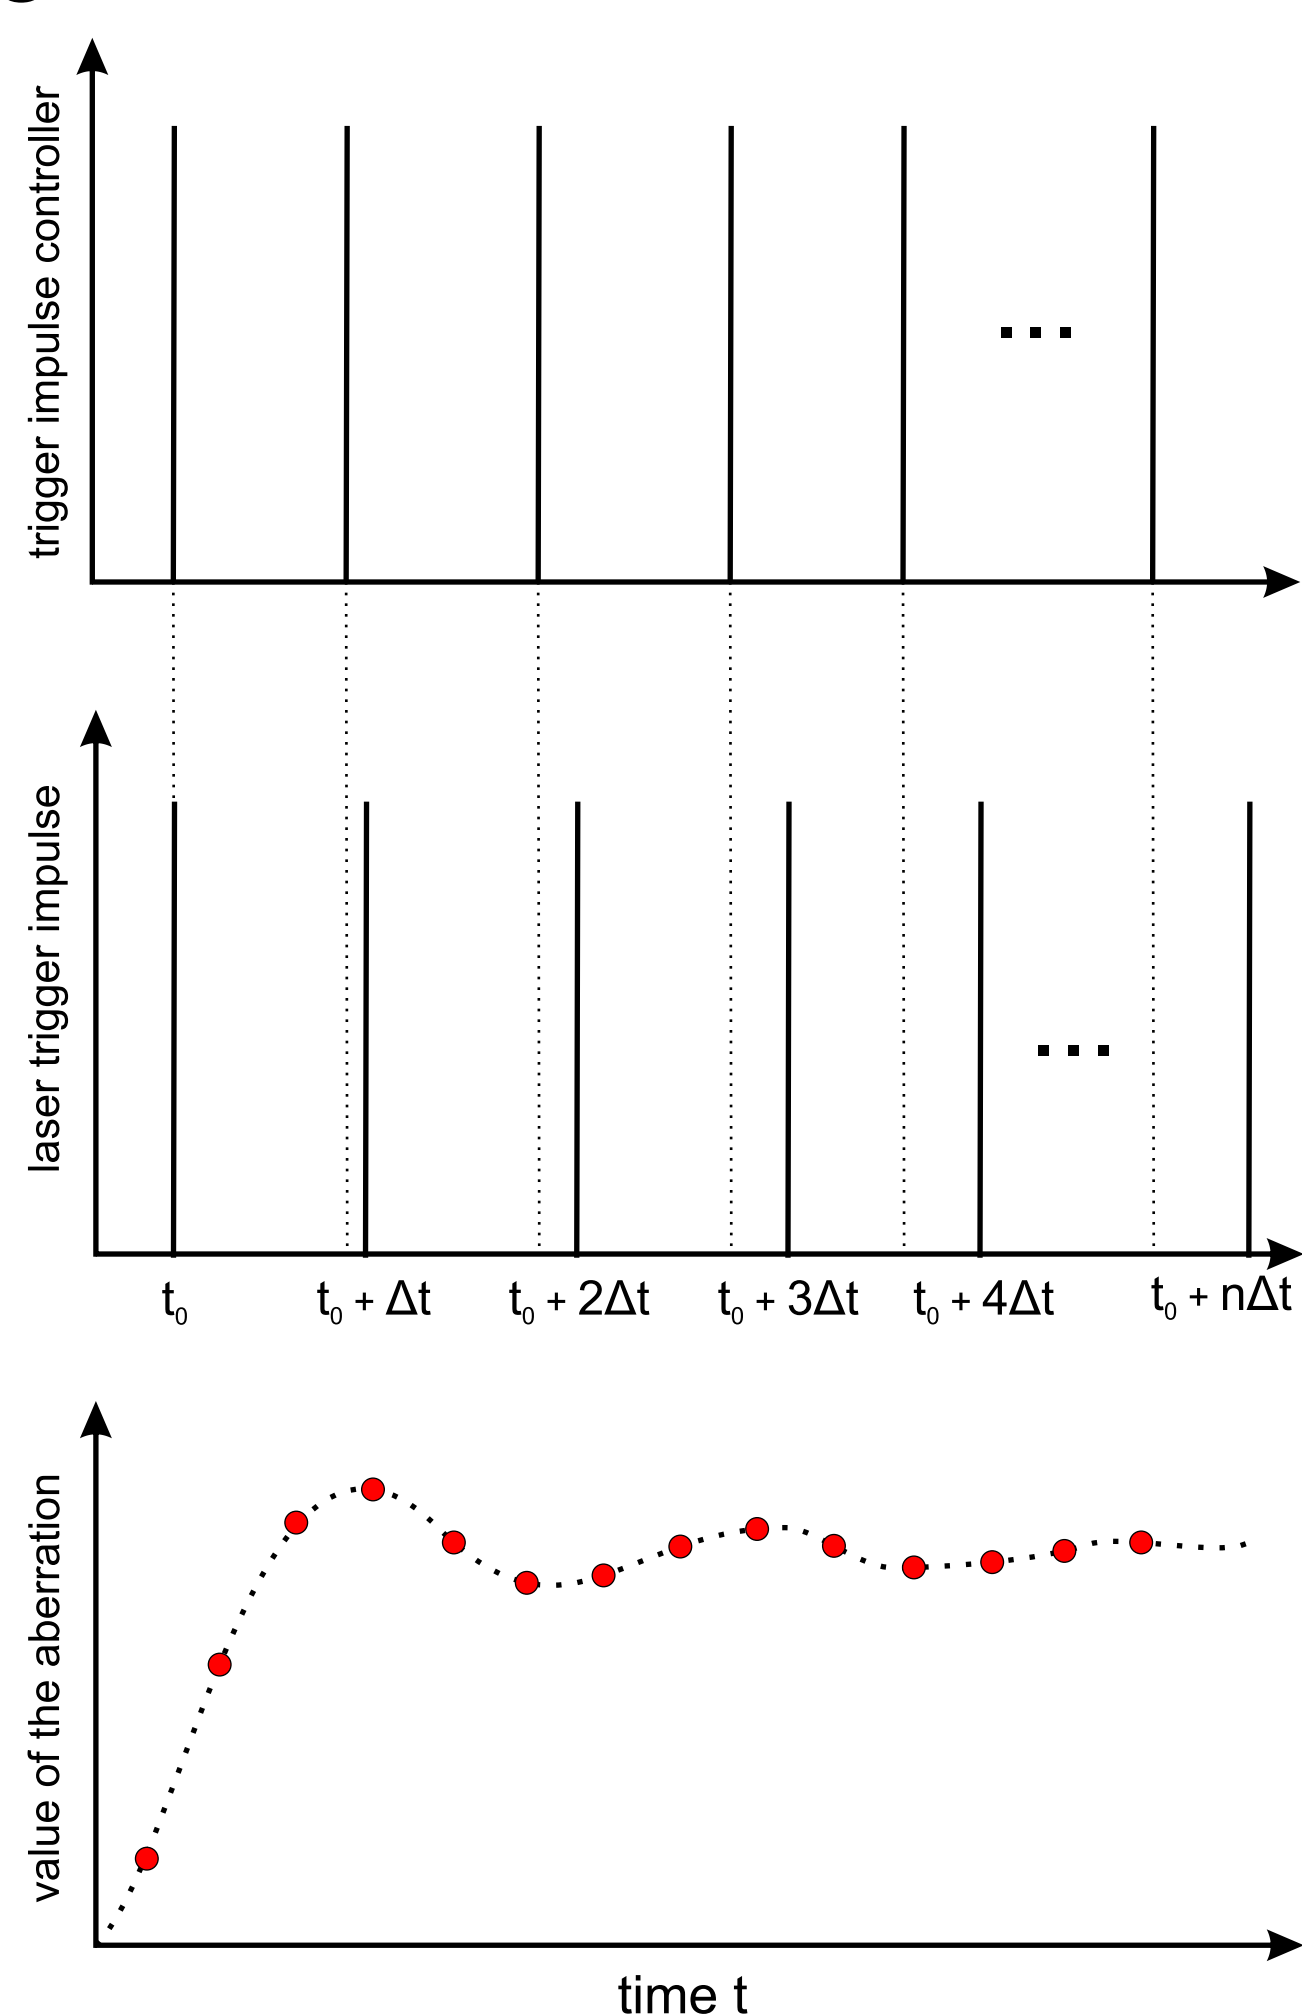 trigger impulse controller
laser trigger impulse
t₀
t₀ + Δt
t₀ + 2Δt
t₀ + 3Δt
t₀ + 4Δt
t₀ + nΔt
value of the aberration
time t